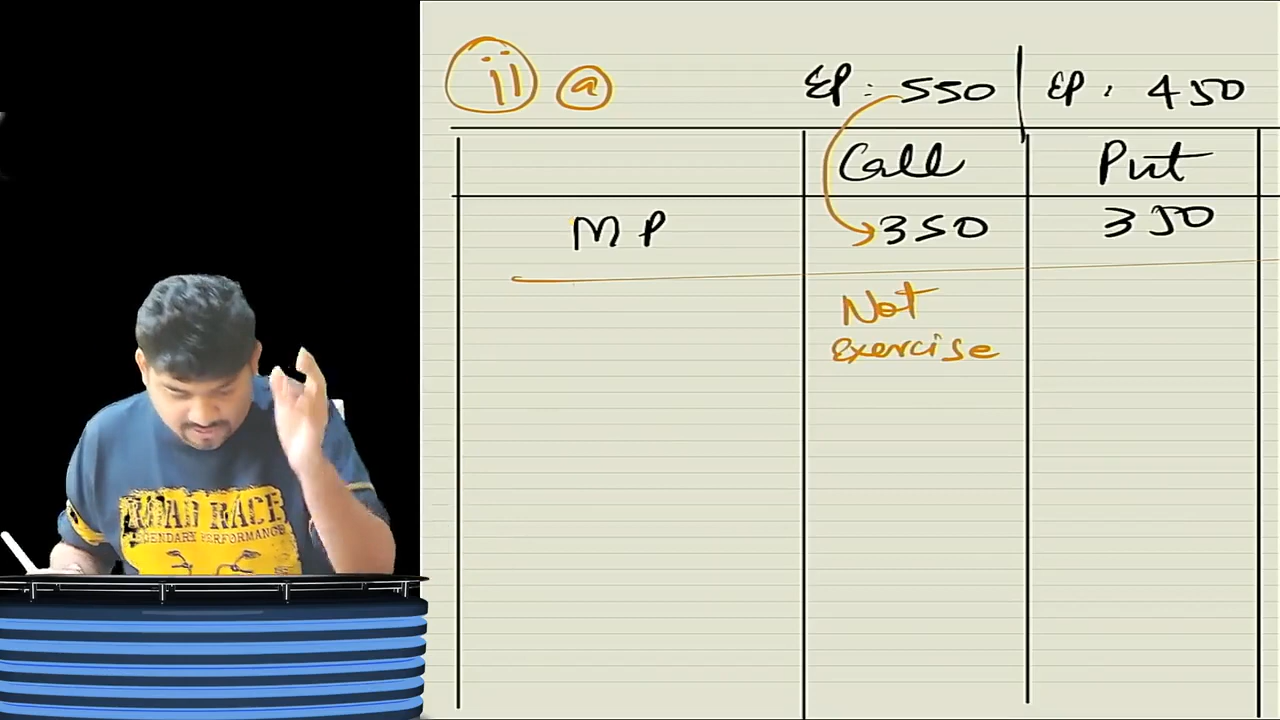 ii a EP : 550 EP . 450
Call Put
MP 350 350
Not
exercise
ROAD RACE
LEGENDARY PERFORMANCE